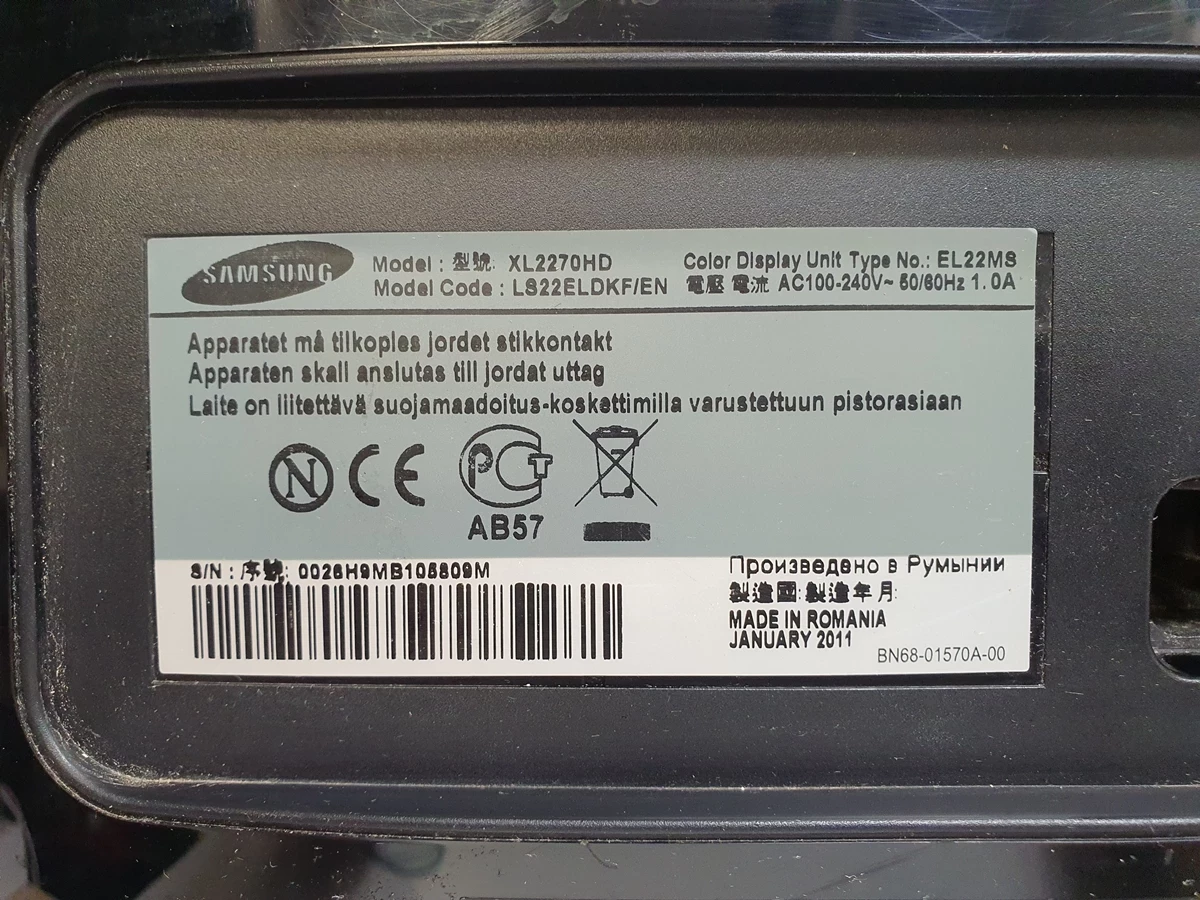 SAMSUNG
Model : 型號: XL2270HD
Model Code : LS22ELDKF/EN
Color Display Unit Type No.: EL22MS
電壓 電流 AC100-240V~ 50/60Hz 1.0A
Apparatet må tilkoples jordet stikkontakt
Apparaten skall anslutas till jordat uttag
Laite on liitettävä suojamaadoitus-koskettimilla varustettuun pistorasiaan
N CE PCT
AB57
S/N : 序號: 0026H9MB105809M
Произведено в Румынии
製造國: 製造年月:
MADE IN ROMANIA
JANUARY 2011
BN68-01570A-00